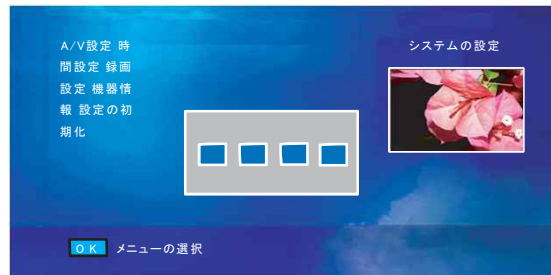 A/V設定 時
間設定 録画
設定 機器情
報 設定の初
期化
システムの設定
OK メニューの選択